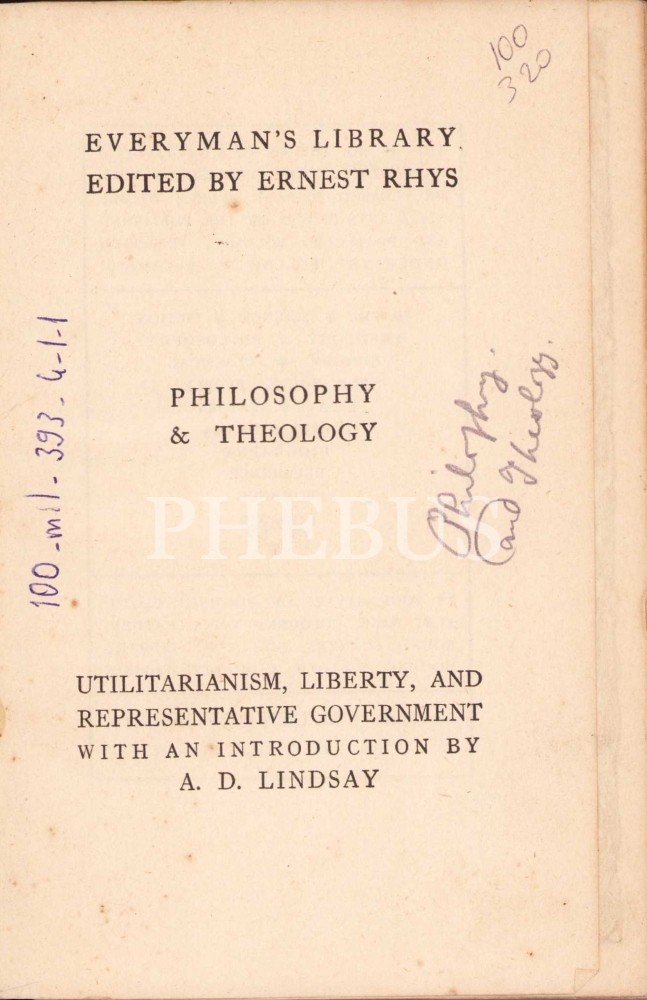 100
320
EVERYMAN'S LIBRARY
EDITED BY ERNEST RHYS
PHILOSOPHY
& THEOLOGY
Philosophy.
and Theology.
100-mil-393-4-1-1
PHEBUS
UTILITARIANISM, LIBERTY, AND
REPRESENTATIVE GOVERNMENT
WITH AN INTRODUCTION BY
A. D. LINDSAY